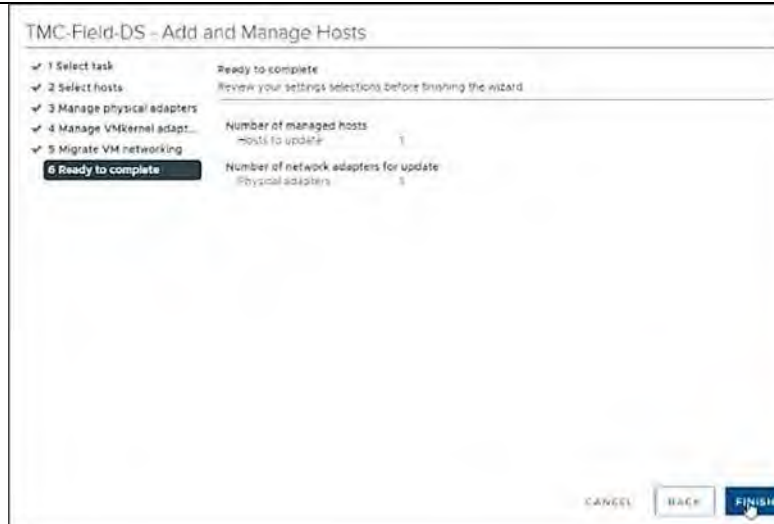 TMC-Field-DS - Add and Manage Hosts
✓ 1 Select task
✓ 2 Select hosts
✓ 3 Manage physical adapters
✓ 4 Manage VMkernel adapt...
✓ 5 Migrate VM networking
6 Ready to complete
Ready to complete
Review your settings selections before finishing the wizard
Number of managed hosts
Hosts to update 1
Number of network adapters for update
Physical adapters
CANCEL BACK FINISH